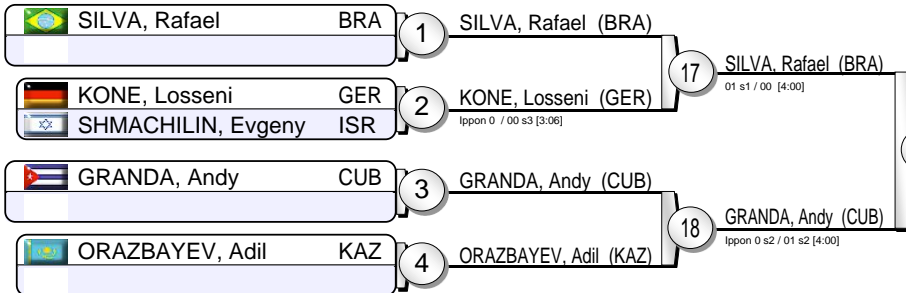 SILVA, Rafael BRA
1
SILVA, Rafael (BRA)
17
SILVA, Rafael (BRA)
01 s1 / 00 [4:00]
KONE, Losseni GER
SHMACHILIN, Evgeny ISR
2
KONE, Losseni (GER)
Ippon 0 / 00 s3 [3:06]
GRANDA, Andy CUB
3
GRANDA, Andy (CUB)
18
GRANDA, Andy (CUB)
Ippon 0 s2 / 01 s2 [4:00]
ORAZBAYEV, Adil KAZ
4
ORAZBAYEV, Adil (KAZ)